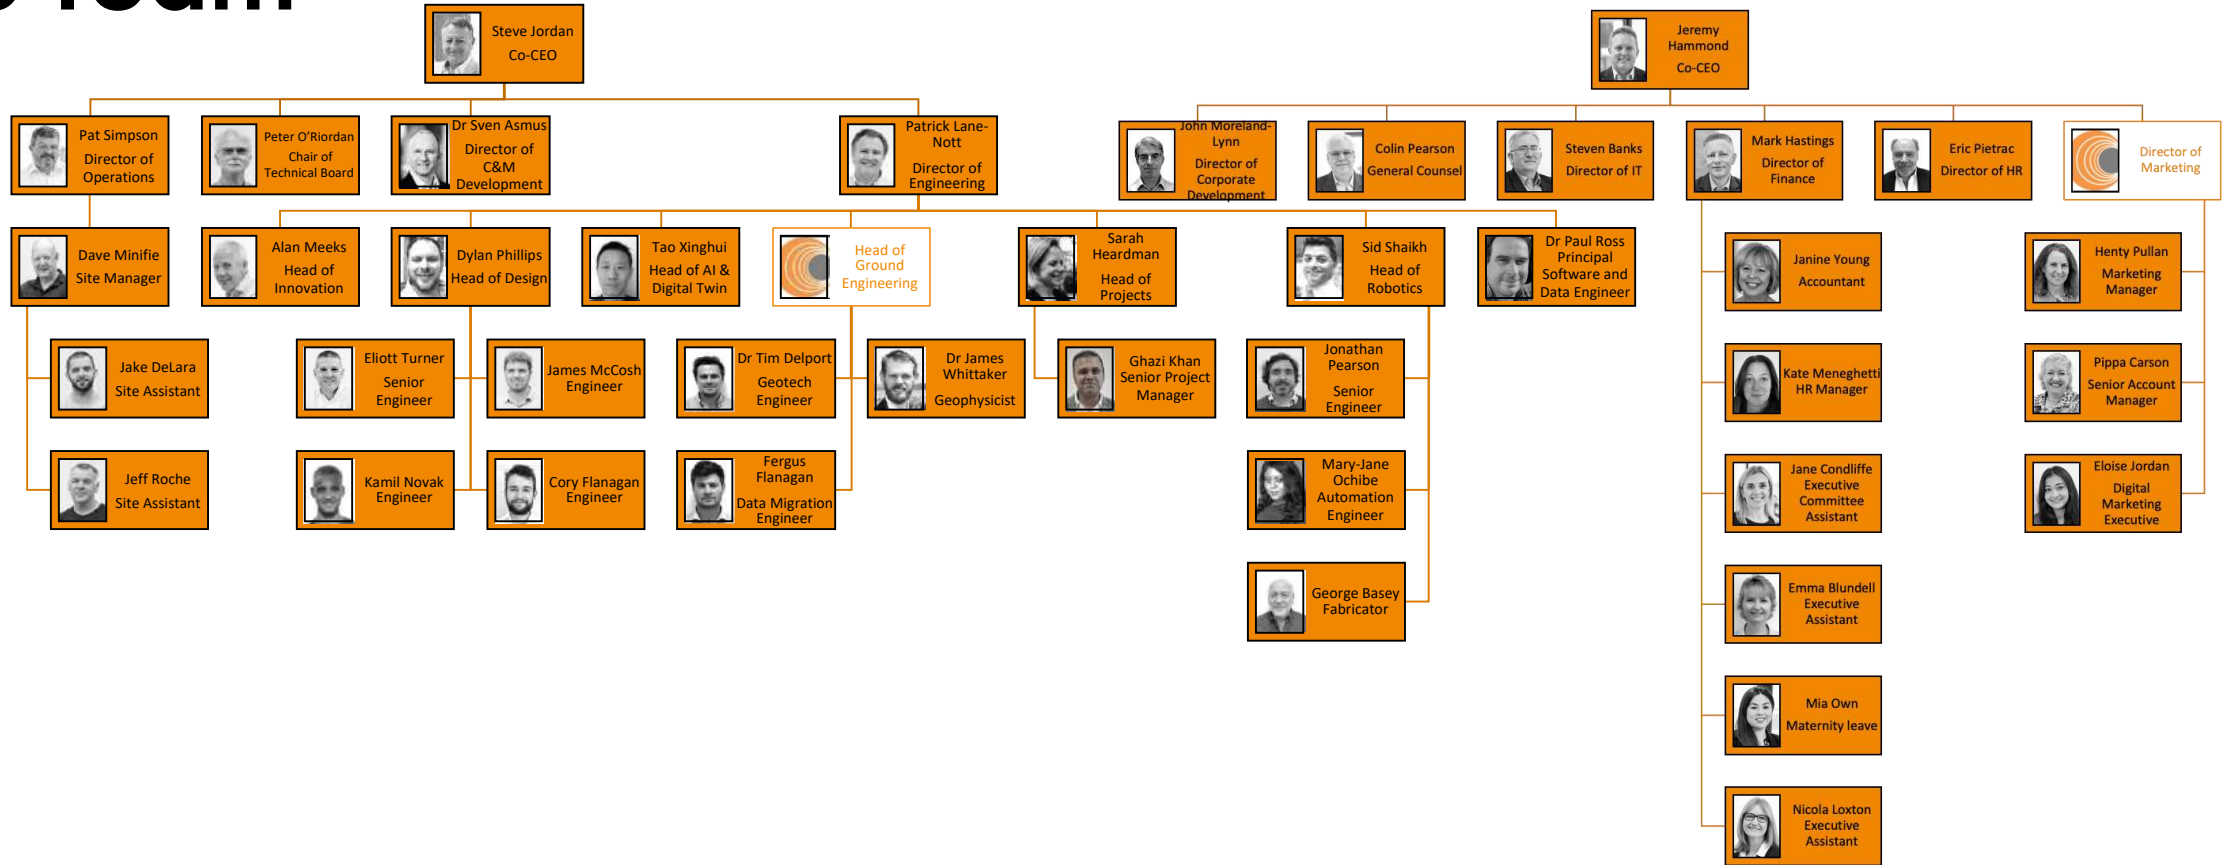 Team
Steve Jordan
Co-CEO
Jeremy
Hammond
Co-CEO
Pat Simpson
Director of
Operations
Peter O'Riordan
Chair of
Technical Board
Dr Sven Asmus
Director of
C&M
Development
Patrick Lane-
Nott
Director of
Engineering
John Moreland-
Lynn
Director of
Corporate
Development
Colin Pearson
General Counsel
Steven Banks
Director of IT
Mark Hastings
Director of
Finance
Eric Pietrac
Director of HR
Director of
Marketing
Dave Minifie
Site Manager
Alan Meeks
Head of
Innovation
Dylan Phillips
Head of Design
Tao Xinghui
Head of AI &
Digital Twin
Head of
Ground
Engineering
Sarah
Heardman
Head of
Projects
Sid Shaikh
Head of
Robotics
Dr Paul Ross
Principal
Software and
Data Engineer
Janine Young
Accountant
Henty Pullan
Marketing
Manager
Jake DeLara
Site Assistant
Eliott Turner
Senior
Engineer
James McCosh
Engineer
Dr Tim Delport
Geotech
Engineer
Dr James
Whittaker
Geophysicist
Ghazi Khan
Senior Project
Manager
Jonathan
Pearson
Senior
Engineer
Kate Meneghetti
HR Manager
Pippa Carson
Senior Account
Manager
Jeff Roche
Site Assistant
Kamil Novak
Engineer
Cory Flanagan
Engineer
Fergus
Flanagan
Data Migration
Engineer
Mary-Jane
Ochibe
Automation
Engineer
Jane Condliffe
Executive
Committee
Assistant
Eloise Jordan
Digital
Marketing
Executive
George Basey
Fabricator
Emma Blundell
Executive
Assistant
Mia Own
Maternity leave
Nicola Loxton
Executive
Assistant